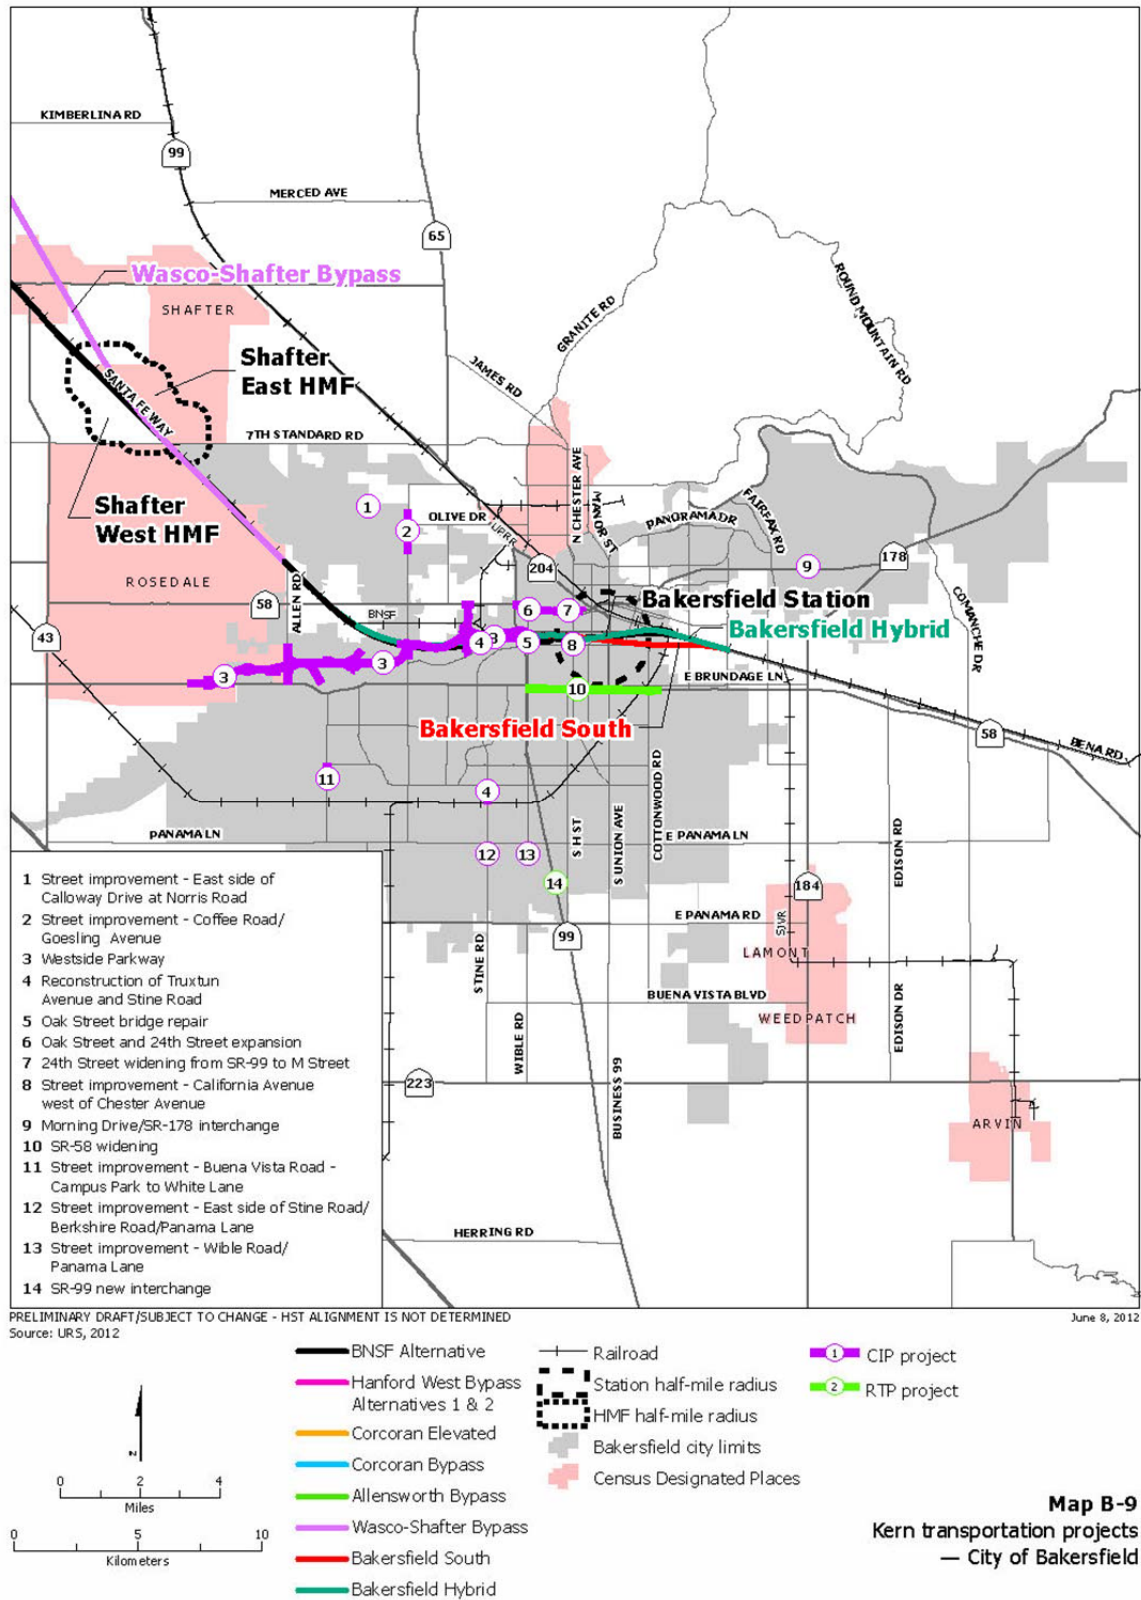 KIMBERLINA RD
99
MERCED AVE
65
Wasco-Shafter Bypass
SHAFTER
GRANITE RD
ROUND MOUNTAIN RD
Shafter
East HMF
JAMES RD
SANTA FE WAY
7TH STANDARD RD
N CHESTER AVE
MANOR ST
FAIRFAX RD
Shafter
West HMF
1
2
OLIVE DR
UPRR
PANORAMA DR
204
9
178
ROSEDALE
58
ALLEN RD
BNSF
6
7
Bakersfield Station
Bakersfield Hybrid
COMANCHE DR
43
3
4
3
5
8
3
E BRUNDAGE LN
10
Bakersfield South
58
BENA RD
11
4
COTTONWOOD RD
PANAMA LN
12
13
S H ST
S UNION AVE
E PANAMA LN
EDISON RD
14
184
99
E PANAMA RD
SJVR
LAMONT
STINE RD
BUENA VISTA BLVD
WEEDPATCH
EDISON DR
WIBLE RD
223
BUSINESS 99
ARVIN
HERRING RD
1 Street improvement - East side of
Calloway Drive at Norris Road
2 Street improvement - Coffee Road/
Goesling Avenue
3 Westside Parkway
4 Reconstruction of Truxtun
Avenue and Stine Road
5 Oak Street bridge repair
6 Oak Street and 24th Street expansion
7 24th Street widening from SR-99 to M Street
8 Street improvement - California Avenue
west of Chester Avenue
9 Morning Drive/SR-178 interchange
10 SR-58 widening
11 Street improvement - Buena Vista Road -
Campus Park to White Lane
12 Street improvement - East side of Stine Road/
Berkshire Road/Panama Lane
13 Street improvement - Wible Road/
Panama Lane
14 SR-99 new interchange
PRELIMINARY DRAFT/SUBJECT TO CHANGE - HST ALIGNMENT IS NOT DETERMINED
Source: URS, 2012
June 8, 2012
BNSF Alternative
Hanford West Bypass
Alternatives 1 & 2
Corcoran Elevated
Corcoran Bypass
Allensworth Bypass
Wasco-Shafter Bypass
Bakersfield South
Bakersfield Hybrid
Railroad
Station half-mile radius
HMF half-mile radius
Bakersfield city limits
Census Designated Places
1 CIP project
2 RTP project
N
0 2 4
Miles
0 5 10
Kilometers
Map B-9
Kern transportation projects
— City of Bakersfield